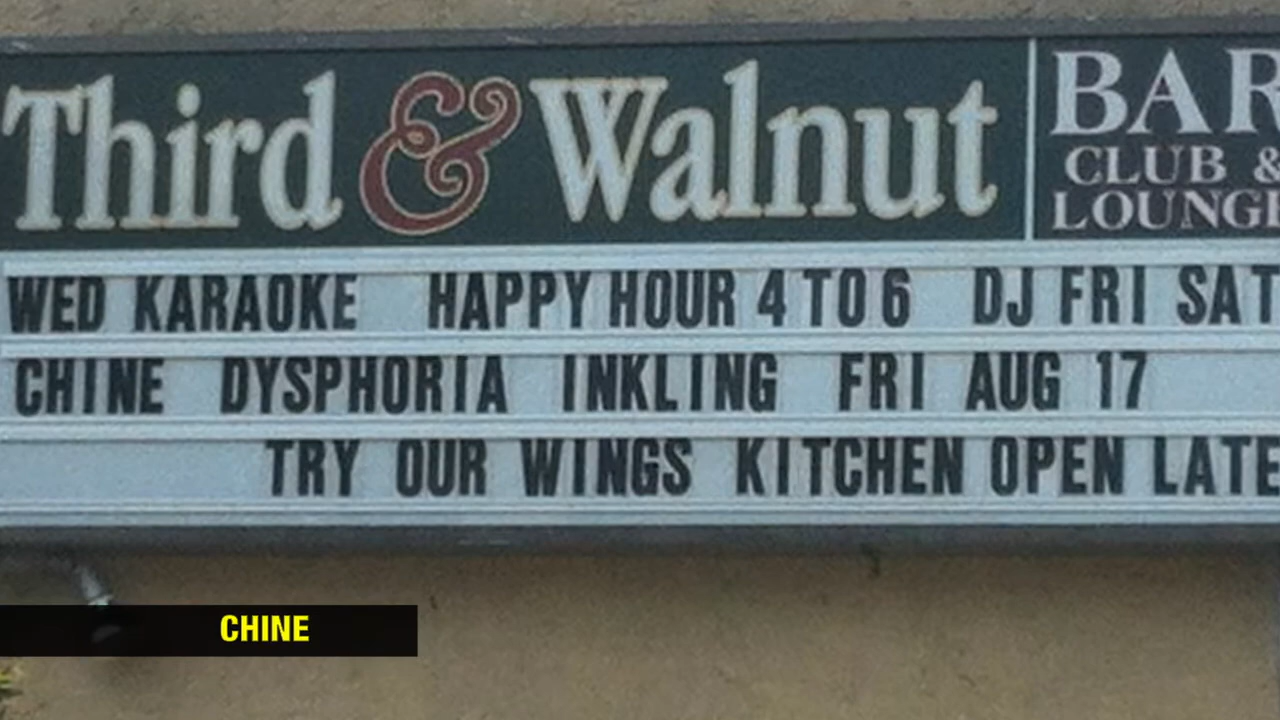 Third & Walnut
BAR
CLUB &
LOUNGE
WED KARAOKE HAPPY HOUR 4 TO 6 DJ FRI SAT
CHINE DYSPHORIA INKLING FRI AUG 17
TRY OUR WINGS KITCHEN OPEN LATE
CHINE